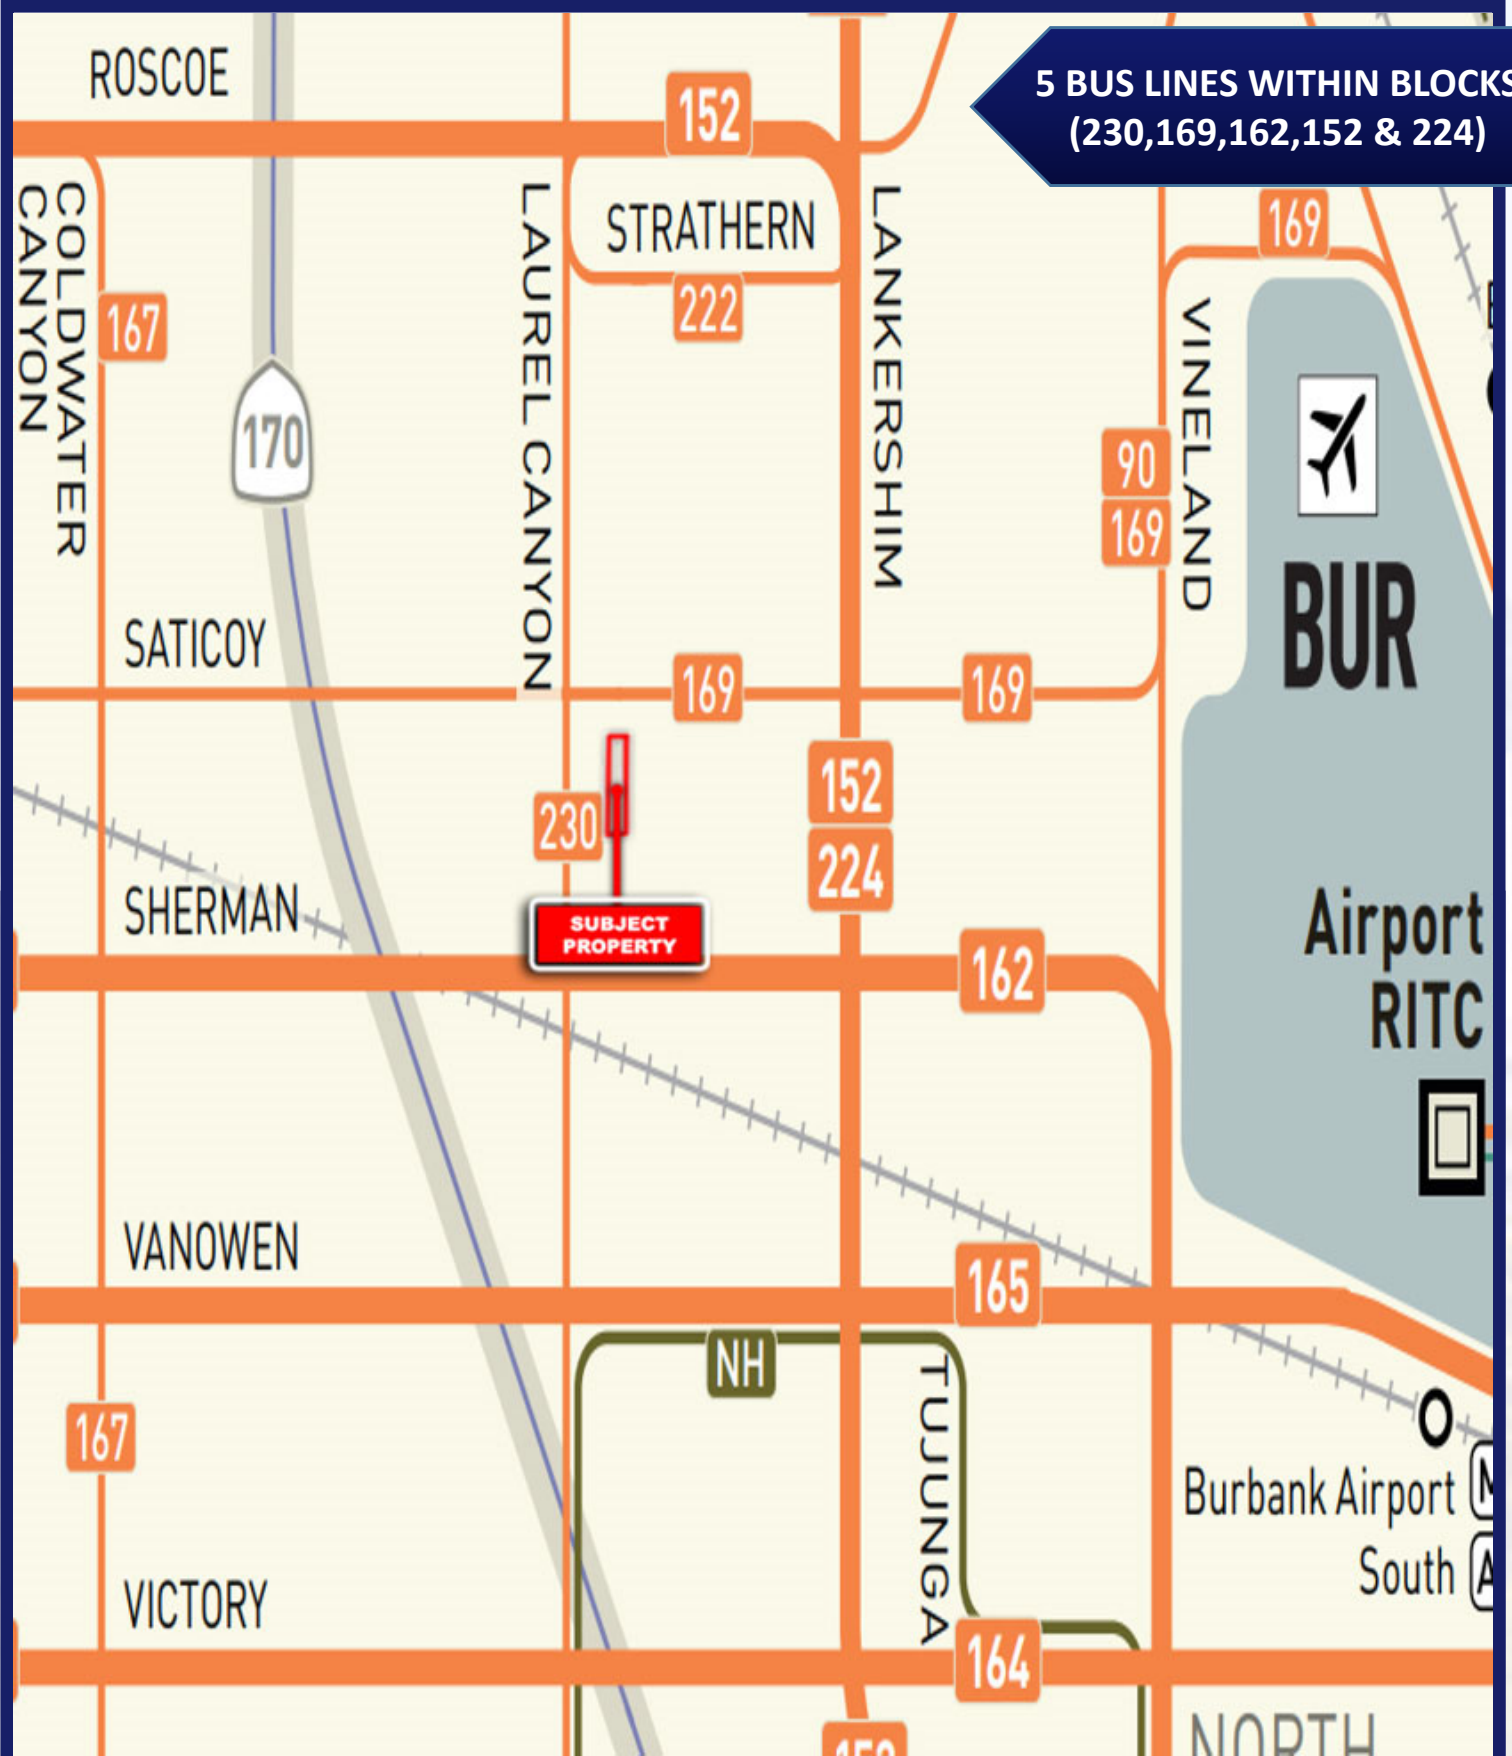 5 BUS LINES WITHIN BLOCKS
(230,169,162,152 & 224)
ROSCOE
152
COLDWATER
CANYON
LAUREL CANYON
STRATHERN
LANKERSHIM
169
222
167
VINELAND
170
90
169
BUR
SATICOY
169
169
152
230
224
SHERMAN
SUBJECT
PROPERTY
Airport
RITC
162
VANOWEN
165
NH
TUJUNGA
167
Burbank Airport
South
VICTORY
164
NORTH